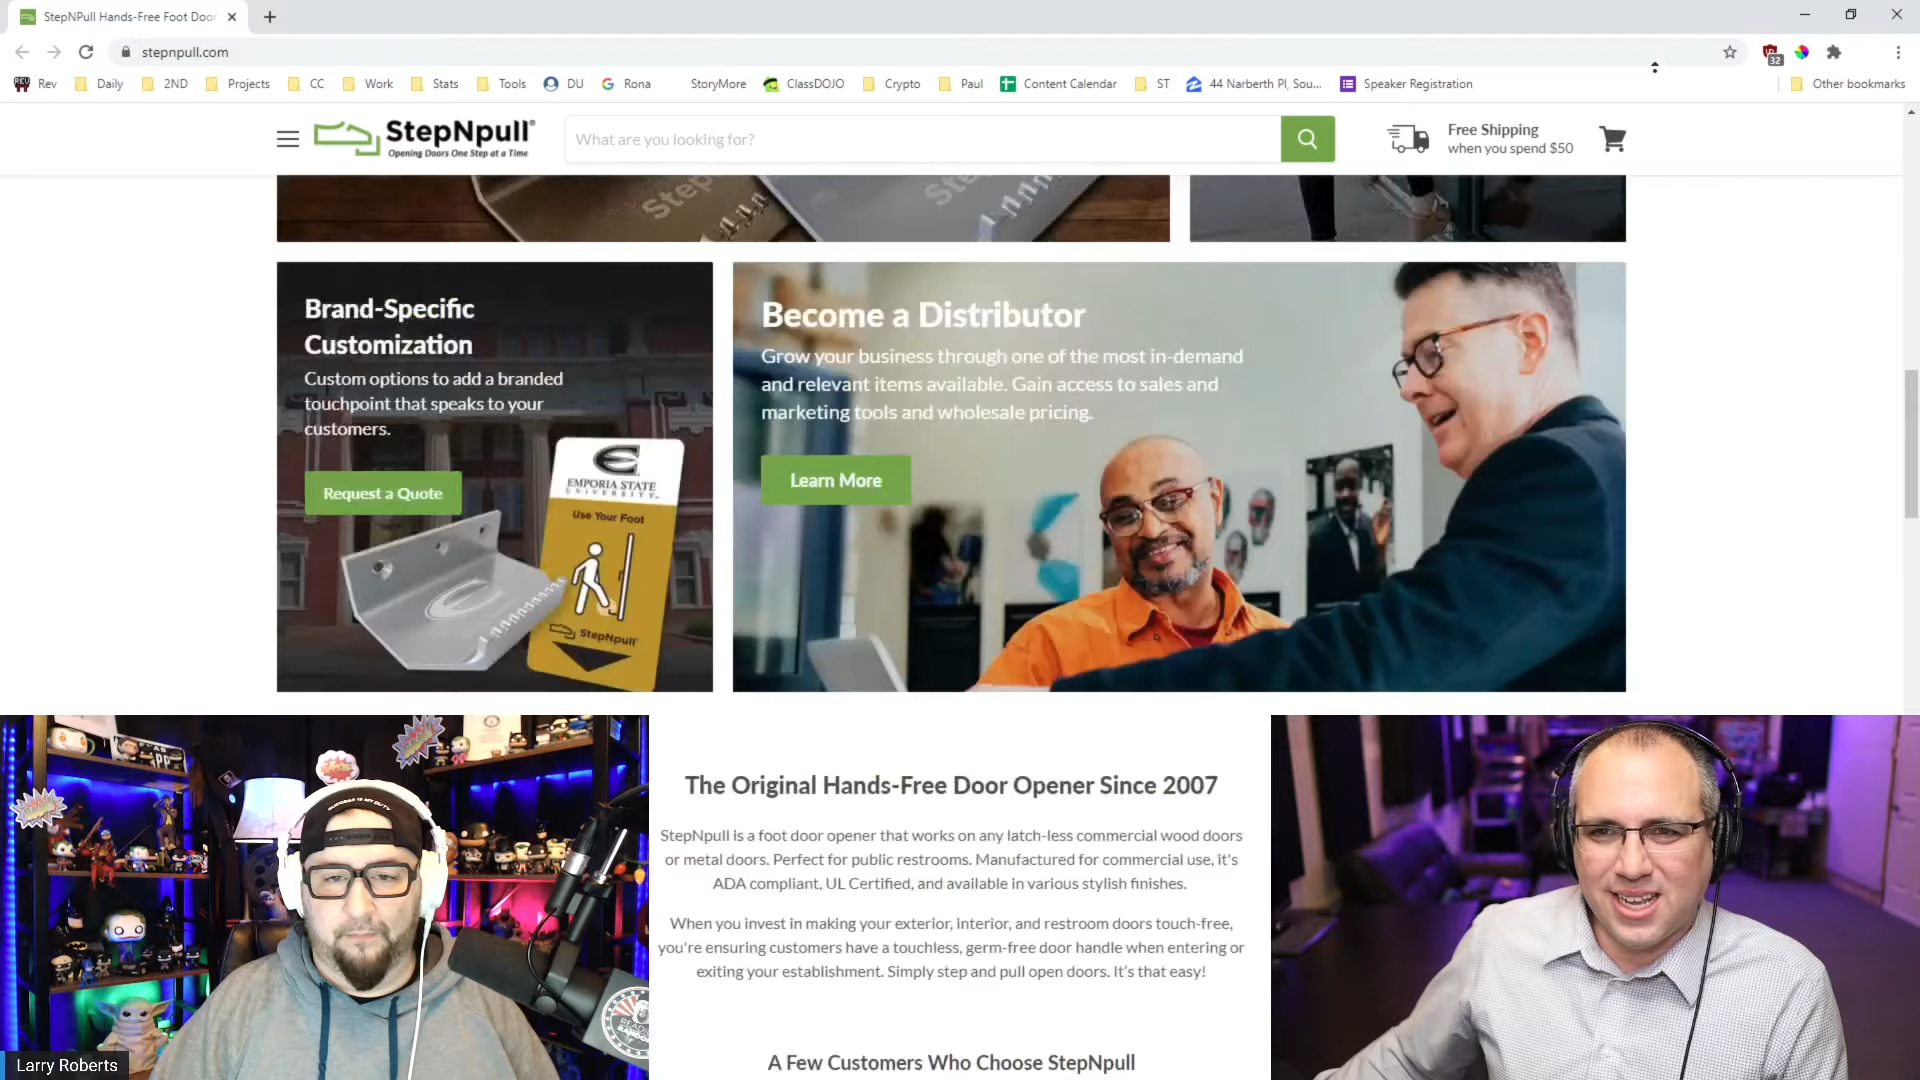 StepNPull Hands-Free Foot Door
stepnpull.com
32
REV Rev Daily 2ND Projects CC Work Stats Tools DU Rona StoryMore ClassDOJO Crypto Paul Content Calendar ST 44 Narberth Pl, Sou... Speaker Registration Other bookmarks
StepNpull
Opening Doors One Step at a Time
What are you looking for?
Free Shipping
when you spend $50
Brand-Specific
Customization
Custom options to add a branded
touchpoint that speaks to your
customers.
Request a Quote
EMPORIA STATE
UNIVERSITY
Use Your Foot
StepNpull
Become a Distributor
Grow your business through one of the most in-demand
and relevant items available. Gain access to sales and
marketing tools and wholesale pricing.
Learn More
The Original Hands-Free Door Opener Since 2007
StepNpull is a foot door opener that works on any latch-less commercial wood doors
or metal doors. Perfect for public restrooms. Manufactured for commercial use, it's
ADA compliant, UL Certified, and available in various stylish finishes.
When you invest in making your exterior, interior, and restroom doors touch-free,
you're ensuring customers have a touchless, germ-free door handle when entering or
exiting your establishment. Simply step and pull open doors. It's that easy!
A Few Customers Who Choose StepNpull
Larry Roberts